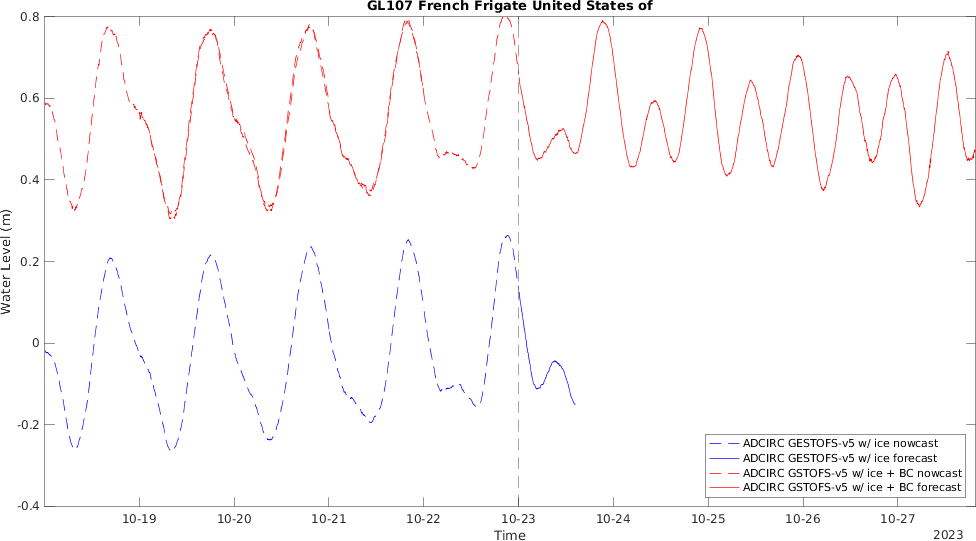 GL107 French Frigate United States of
0.8
0.6
0.4
0.2
0
-0.2
-0.4
Water Level (m)
ADCIRC GESTOFS-v5 w/ ice nowcast
ADCIRC GESTOFS-v5 w/ ice forecast
ADCIRC GSTOFS-v5 w/ ice + BC nowcast
ADCIRC GSTOFS-v5 w/ ice + BC forecast
10-19 10-20 10-21 10-22 10-23 10-24 10-25 10-26 10-27
Time
2023